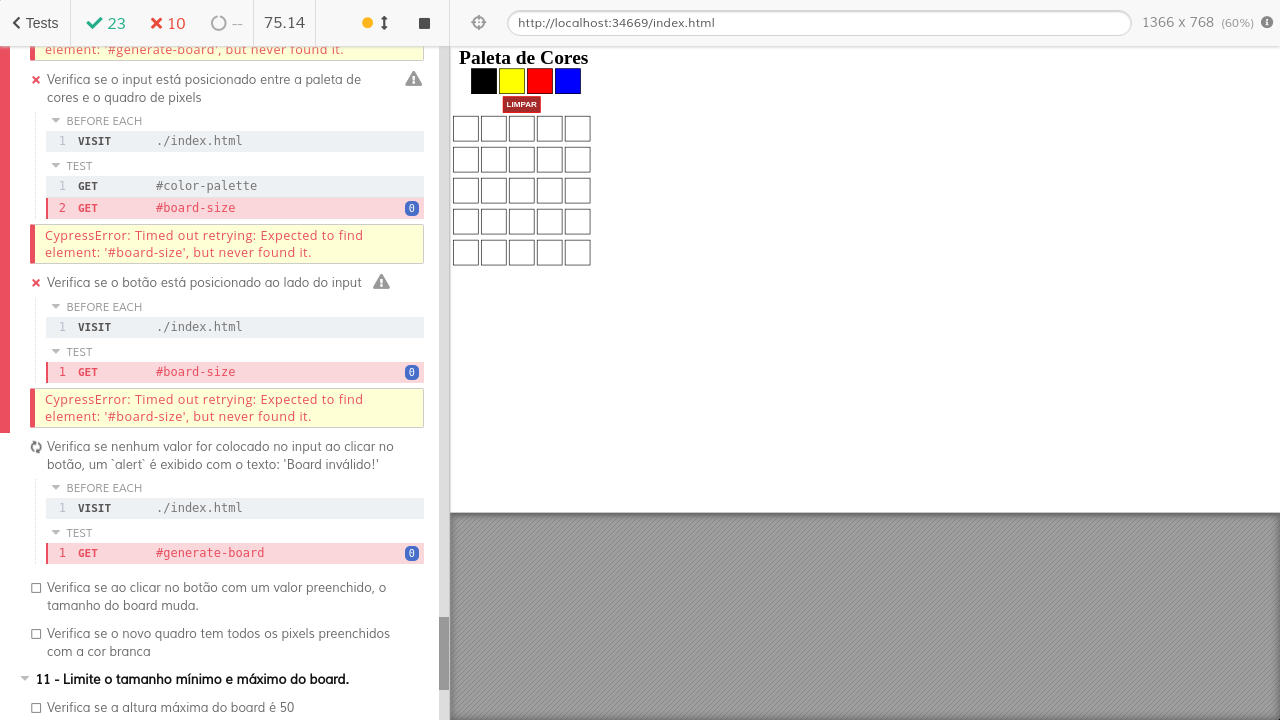 Tests
23
10
--
75.14
http://localhost:34669/index.html
1366 x 768 (60%)
element: '#generate-board', but never found it.
Verifica se o input está posicionado entre a paleta de
cores e o quadro de pixels
BEFORE EACH
1 VISIT ./index.html
TEST
1 GET #color-palette
2 GET #board-size 0
CypressError: Timed out retrying: Expected to find
element: '#board-size', but never found it.
Verifica se o botão está posicionado ao lado do input
BEFORE EACH
1 VISIT ./index.html
TEST
1 GET #board-size 0
CypressError: Timed out retrying: Expected to find
element: '#board-size', but never found it.
Verifica se nenhum valor for colocado no input ao clicar no
botão, um `alert` é exibido com o texto: 'Board inválido!'
BEFORE EACH
1 VISIT ./index.html
TEST
1 GET #generate-board 0
Verifica se ao clicar no botão com um valor preenchido, o
tamanho do board muda.
Verifica se o novo quadro tem todos os pixels preenchidos
com a cor branca
11 - Limite o tamanho mínimo e máximo do board.
Verifica se a altura máxima do board é 50
Paleta de Cores
LIMPAR